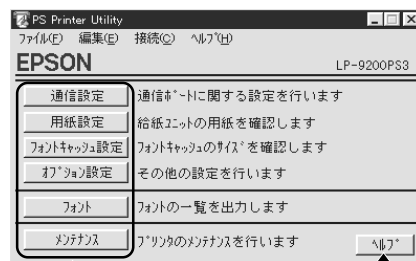 PS Printer Utility
ﾌｧｲﾙ(F) 編集(E) 接続(C) ﾍﾙﾌﾟ(H)
EPSON LP-9200PS3
通信設定 通信ﾎﾟｰﾄに関する設定を行います
用紙設定 給紙ﾕﾆｯﾄの用紙を確認します
ﾌｫﾝﾄｷｬｯｼｭ設定 ﾌｫﾝﾄｷｬｯｼｭのｻｲｽﾞを確認します
ｵﾌﾟｼｮﾝ設定 その他の設定を行います
ﾌｫﾝﾄ ﾌｫﾝﾄの一覧を出力します
ﾒﾝﾃﾅﾝｽ ﾌﾟﾘﾝﾀのﾒﾝﾃﾅﾝｽを行います
ﾍﾙﾌﾟ